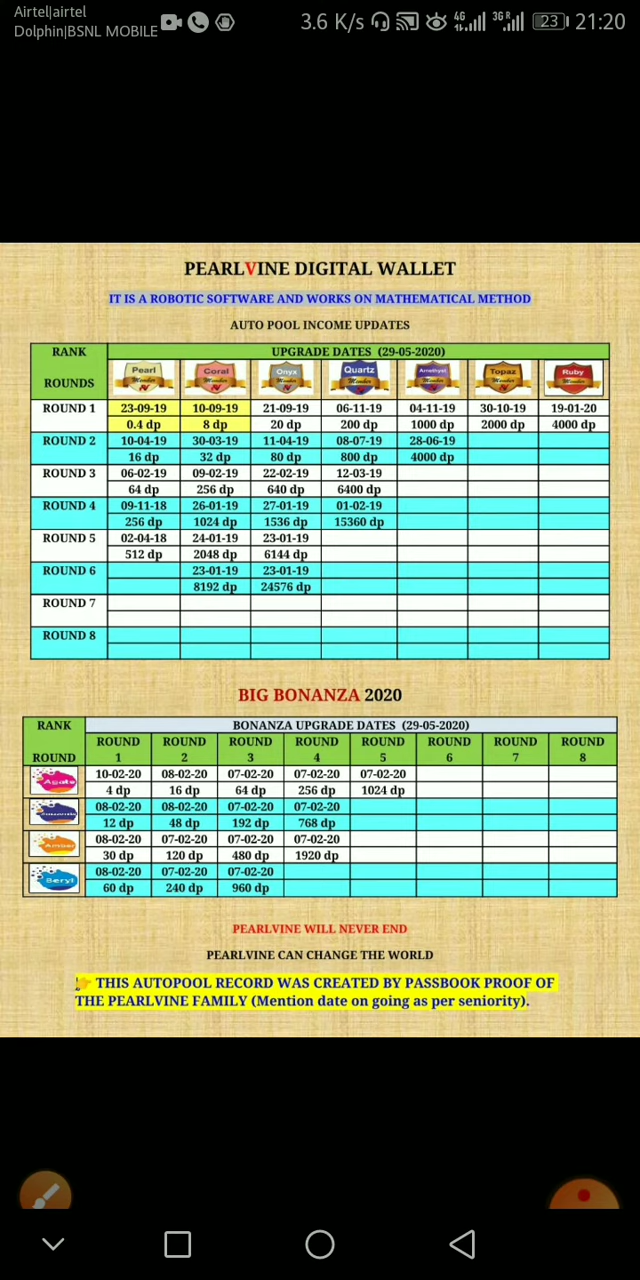 Airtel|airtel
Dolphin|BSNL MOBILE
3.6 K/s 4G 3G R 23 21:20
PEARLVINE DIGITAL WALLET
IT IS A ROBOTIC SOFTWARE AND WORKS ON MATHEMATICAL METHOD
AUTO POOL INCOME UPDATES
RANK UPGRADE DATES (29-05-2020)
ROUNDS Pearl Member Coral Member Onyx Member Quartz Member Amethyst Member Topaz Member Ruby Member
ROUND 1 23-09-19 10-09-19 21-09-19 06-11-19 04-11-19 30-10-19 19-01-20
0.4 dp 8 dp 20 dp 200 dp 1000 dp 2000 dp 4000 dp
ROUND 2 10-04-19 30-03-19 11-04-19 08-07-19 28-06-19
16 dp 32 dp 80 dp 800 dp 4000 dp
ROUND 3 06-02-19 09-02-19 22-02-19 12-03-19
64 dp 256 dp 640 dp 6400 dp
ROUND 4 09-11-18 26-01-19 27-01-19 01-02-19
256 dp 1024 dp 1536 dp 15360 dp
ROUND 5 02-04-18 24-01-19 23-01-19
512 dp 2048 dp 6144 dp
ROUND 6 23-01-19 23-01-19
8192 dp 24576 dp
ROUND 7
ROUND 8
BIG BONANZA 2020
RANK BONANZA UPGRADE DATES (29-05-2020)
ROUND ROUND 1 ROUND 2 ROUND 3 ROUND 4 ROUND 5 ROUND 6 ROUND 7 ROUND 8
Agate 10-02-20 08-02-20 07-02-20 07-02-20 07-02-20
4 dp 16 dp 64 dp 256 dp 1024 dp
08-02-20 08-02-20 07-02-20 07-02-20
12 dp 48 dp 192 dp 768 dp
Amber 08-02-20 07-02-20 07-02-20 07-02-20
30 dp 120 dp 480 dp 1920 dp
Beryl 08-02-20 07-02-20 07-02-20
60 dp 240 dp 960 dp
PEARLVINE WILL NEVER END
PEARLVINE CAN CHANGE THE WORLD
👉 THIS AUTOPOOL RECORD WAS CREATED BY PASSBOOK PROOF OF
THE PEARLVINE FAMILY (Mention date on going as per seniority).